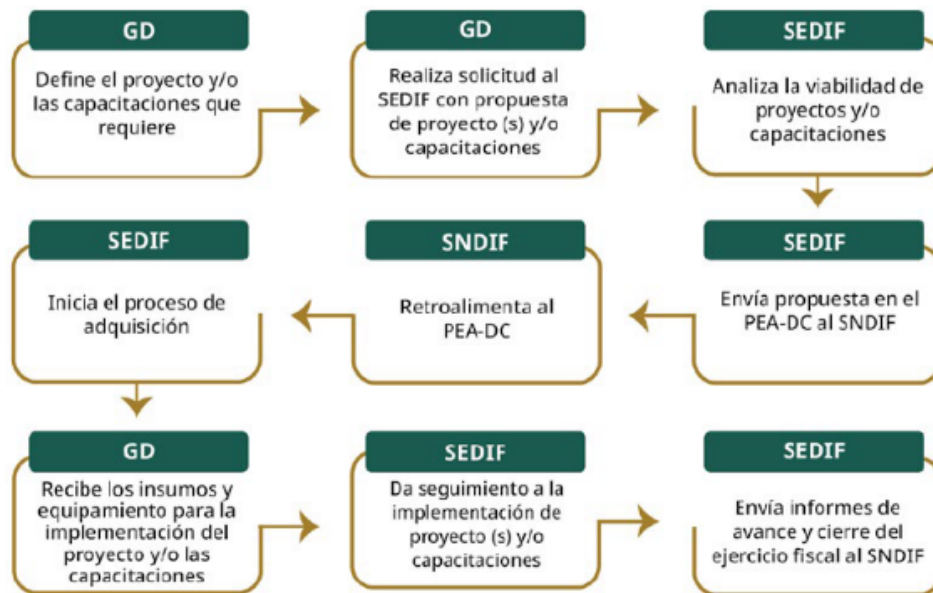 GD
Define el proyecto y/o
las capacitaciones que
requiere
GD
Realiza solicitud al
SEDIF con propuesta
de proyecto (s) y/o
capacitaciones
SEDIF
Analiza la viabilidad de
proyectos y/o
capacitaciones
SEDIF
Envía propuesta en el
PEA-DC al SNDIF
SNDIF
Retroalimenta al
PEA-DC
SEDIF
Inicia el proceso de
adquisición
GD
Recibe los insumos y
equipamiento para la
implementación del
proyecto y/o las
capacitaciones
SEDIF
Da seguimiento a la
implementación de
proyecto (s) y/o
capacitaciones
SEDIF
Envía informes de
avance y cierre del
ejercicio fiscal al SNDIF